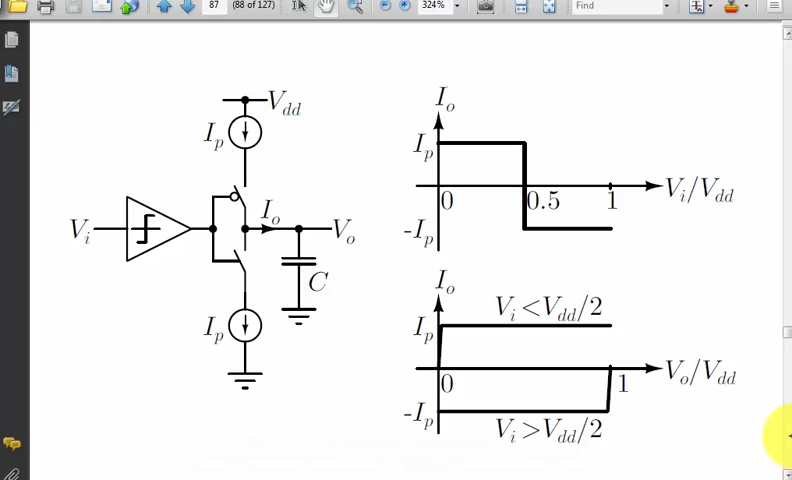 87 (88 of 127) 324% Find
V_dd
I_p
V_i
I_o
V_o
C
I_p
I_o
I_p
0 0.5 1 V_i/V_dd
-I_p
I_o
V_i<V_dd/2
I_p
0 1 V_o/V_dd
-I_p
V_i>V_dd/2